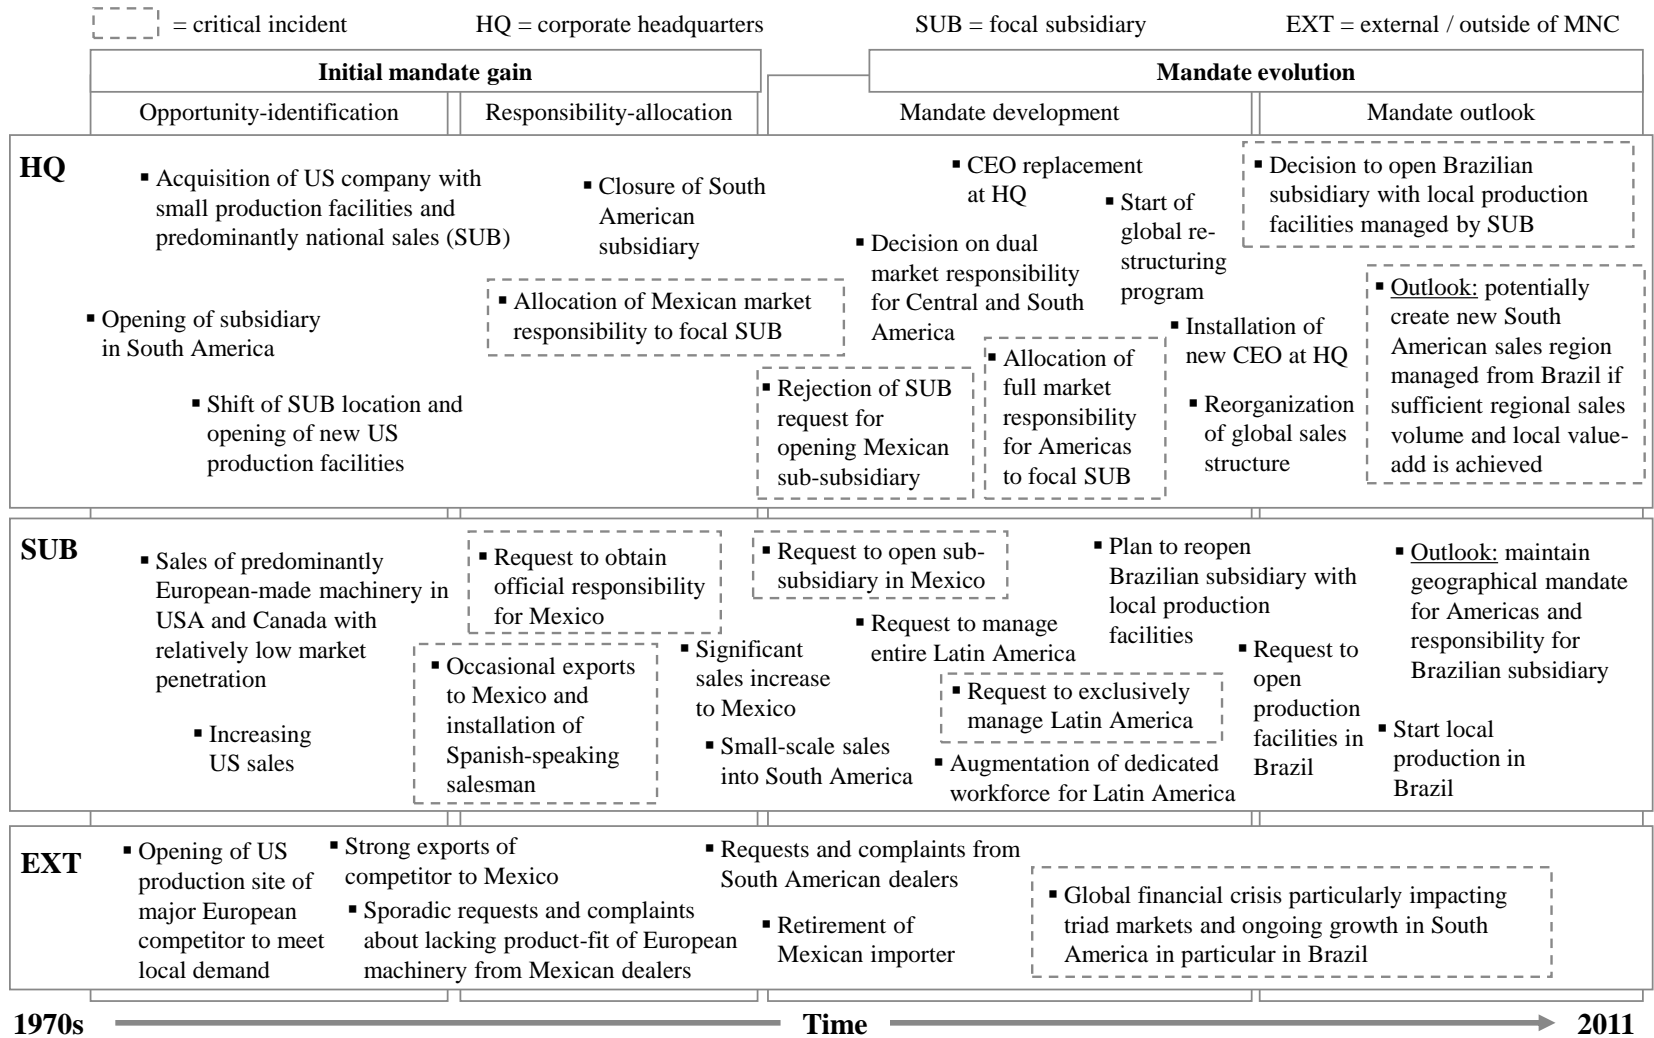 = critical incident
HQ = corporate headquarters
SUB = focal subsidiary
EXT = external / outside of MNC
Initial mandate gain
Mandate evolution
Opportunity-identification
Responsibility-allocation
Mandate development
Mandate outlook
HQ
▪ Acquisition of US company with
small production facilities and
predominantly national sales (SUB)
▪ Opening of subsidiary
in South America
▪ Shift of SUB location and
opening of new US
production facilities
▪ Closure of South
American
subsidiary
▪ Allocation of Mexican market
responsibility to focal SUB
▪ CEO replacement
at HQ
▪ Decision on dual
market responsibility
for Central and South
America
▪ Rejection of SUB
request for
opening Mexican
sub-subsidiary
▪ Allocation of
full market
responsibility
for Americas
to focal SUB
▪ Start of
global re-
structuring
program
▪ Installation of
new CEO at HQ
▪ Reorganization
of global sales
structure
▪ Decision to open Brazilian
subsidiary with local production
facilities managed by SUB
▪ Outlook: potentially
create new South
American sales region
managed from Brazil if
sufficient regional sales
volume and local value-
add is achieved
SUB
▪ Sales of predominantly
European-made machinery in
USA and Canada with
relatively low market
penetration
▪ Increasing
US sales
▪ Request to obtain
official responsibility
for Mexico
▪ Occasional exports
to Mexico and
installation of
Spanish-speaking
salesman
▪ Significant
sales increase
to Mexico
▪ Small-scale sales
into South America
▪ Request to open sub-
subsidiary in Mexico
▪ Request to manage
entire Latin America
▪ Request to exclusively
manage Latin America
▪ Augmentation of dedicated
workforce for Latin America
▪ Plan to reopen
Brazilian subsidiary with
local production
facilities
▪ Request to
open
production
facilities in
Brazil
▪ Outlook: maintain
geographical mandate
for Americas and
responsibility for
Brazilian subsidiary
▪ Start local
production in
Brazil
EXT
▪ Opening of US
production site of
major European
competitor to meet
local demand
▪ Strong exports of
competitor to Mexico
▪ Sporadic requests and complaints
about lacking product-fit of European
machinery from Mexican dealers
▪ Requests and complaints from
South American dealers
▪ Retirement of
Mexican importer
▪ Global financial crisis particularly impacting
triad markets and ongoing growth in South
America in particular in Brazil
1970s
Time
2011